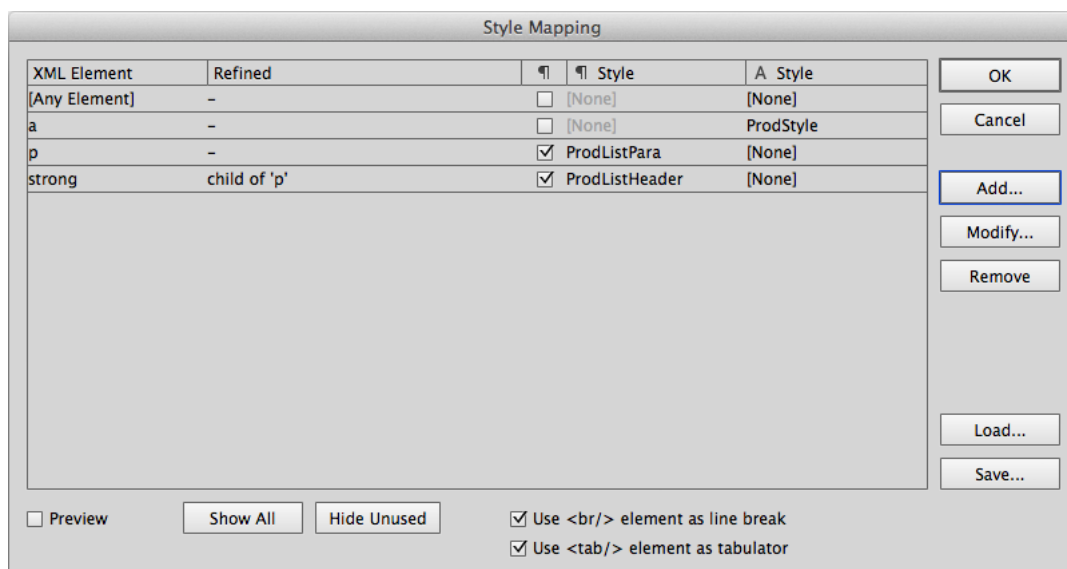 Style Mapping
XML Element Refined ¶ ¶ Style A Style
[Any Element] – [None] [None]
a – [None] ProdStyle
p – ProdListPara [None]
strong child of 'p' ProdListHeader [None]
OK
Cancel
Add...
Modify...
Remove
Load...
Save...
Preview Show All Hide Unused Use <br/> element as line break
Use <tab/> element as tabulator